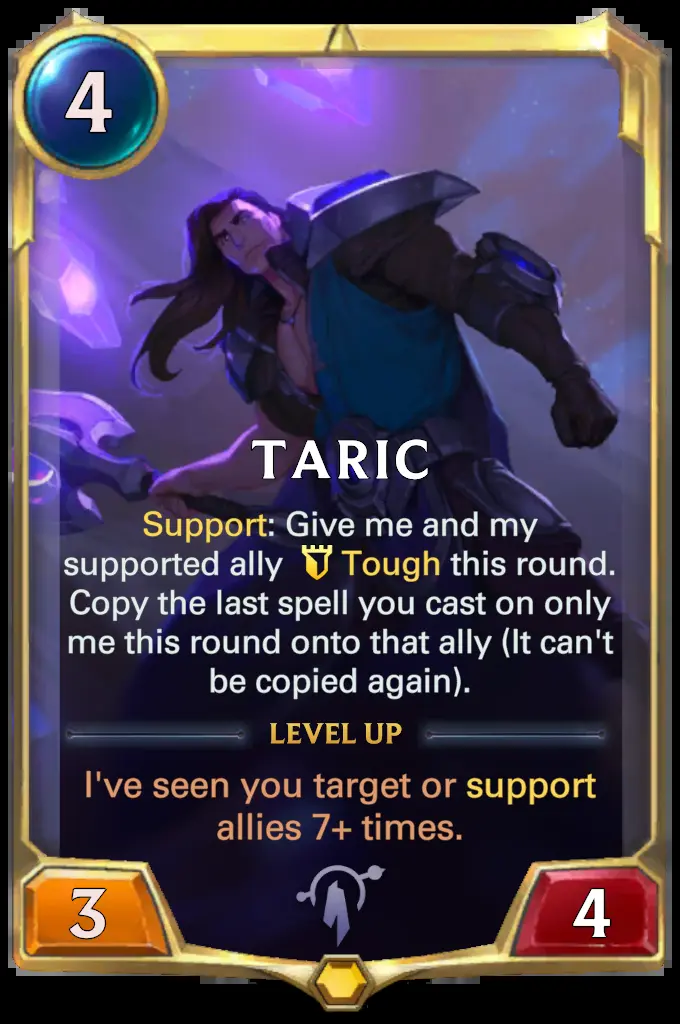 4
TARIC
Support: Give me and my
supported ally Tough this round.
Copy the last spell you cast on only
me this round onto that ally (It can't
be copied again).
LEVEL UP
I've seen you target or support
allies 7+ times.
3
4